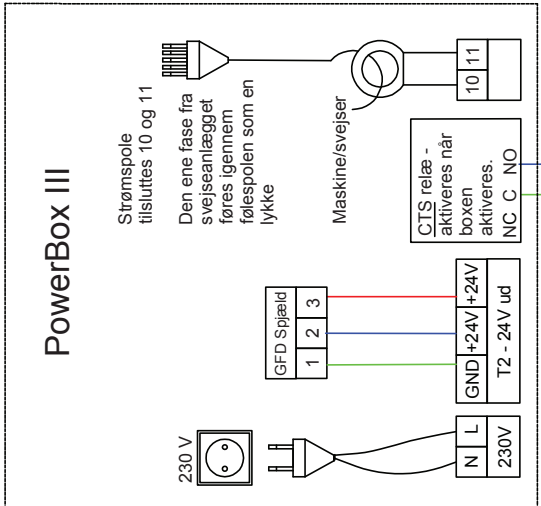 PowerBox III
230 V
N L
230V
GFD Spjæld
1 2 3
GND +24V +24V
T2 - 24V ud
Strømspole
tilsluttes 10 og 11
Den ene fase fra
svejseanlægget
føres igennem
følespolen som en
lykke
Maskine/svejser
10 11
CTS relæ -
aktiveres når
boxen
aktiveres.
NC C NO